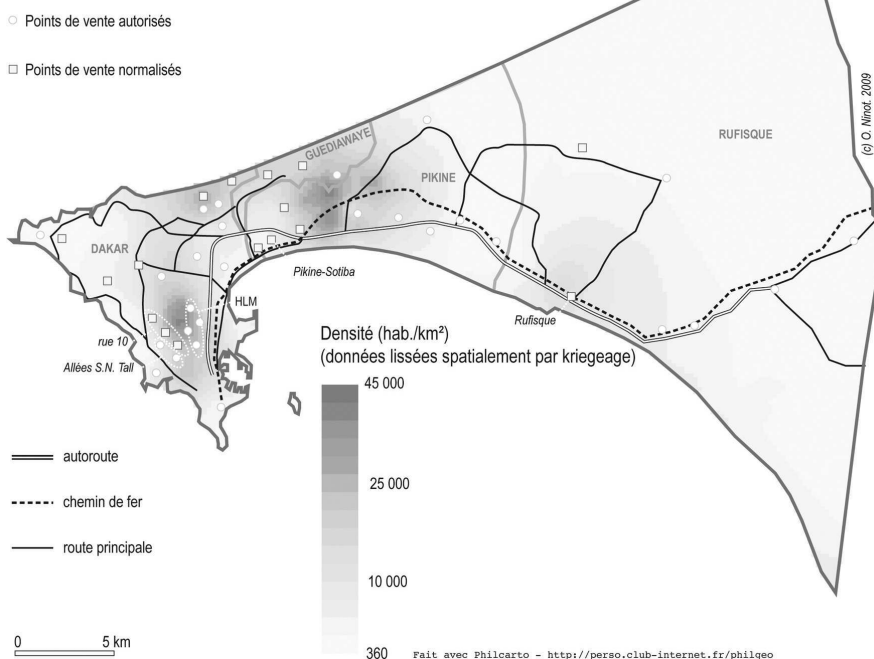 Points de vente autorisés
Points de vente normalisés
(c) O. Ninot. 2009
RUFISQUE
GUEDIAWAYE
PIKINE
DAKAR
Pikine-Sotiba
HLM
Rufisque
rue 10
Allées S.N. Tall
Densité (hab./km²)
(données lissées spatialement par kriegeage)
45 000
25 000
10 000
360
autoroute
chemin de fer
route principale
0 5 km
Fait avec Philcarto - http://perso.club-internet.fr/philgeo